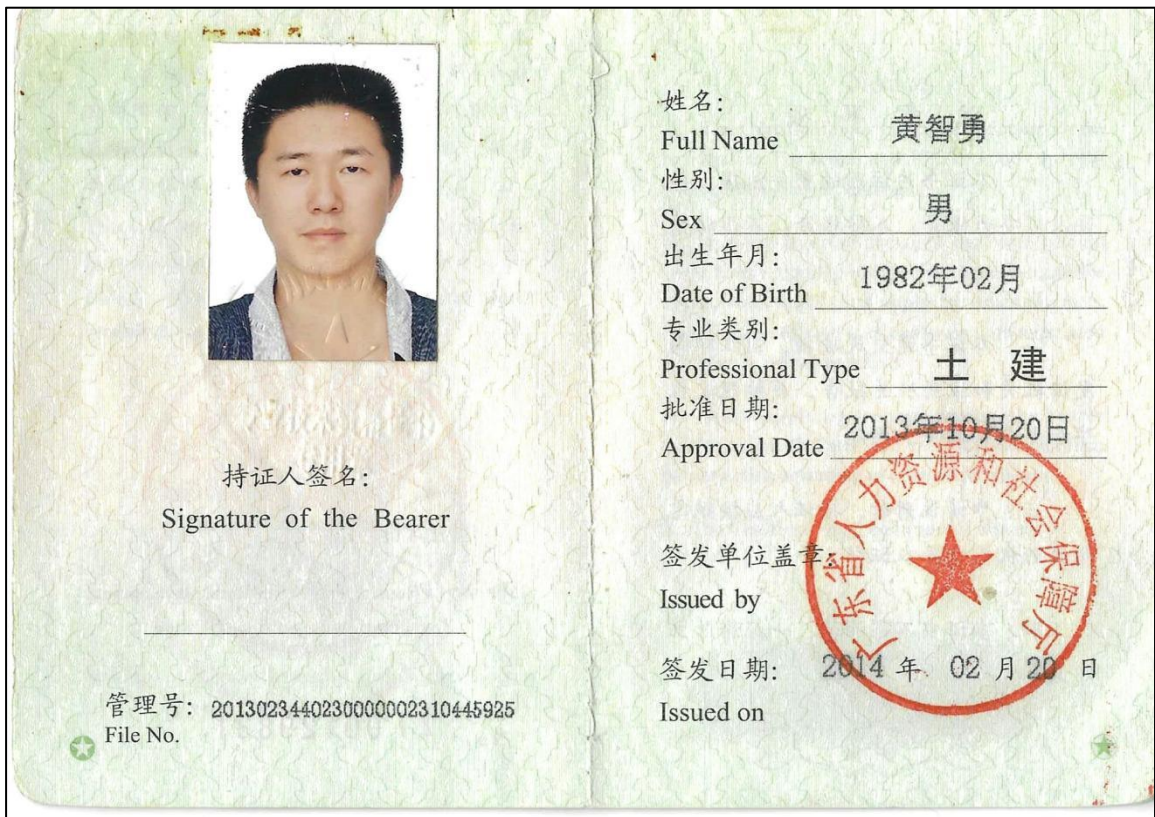 持证人签名:
Signature of the Bearer
管理号: 2013023440230000002310445925
File No.
姓名:
Full Name 黄智勇
性别:
Sex 男
出生年月:
Date of Birth 1982年02月
专业类别:
Professional Type 土 建
批准日期:
Approval Date 2013年10月20日
广东省人力资源和社会保障厅
签发单位盖章:
Issued by
签发日期: 2014 年 02 月 20 日
Issued on